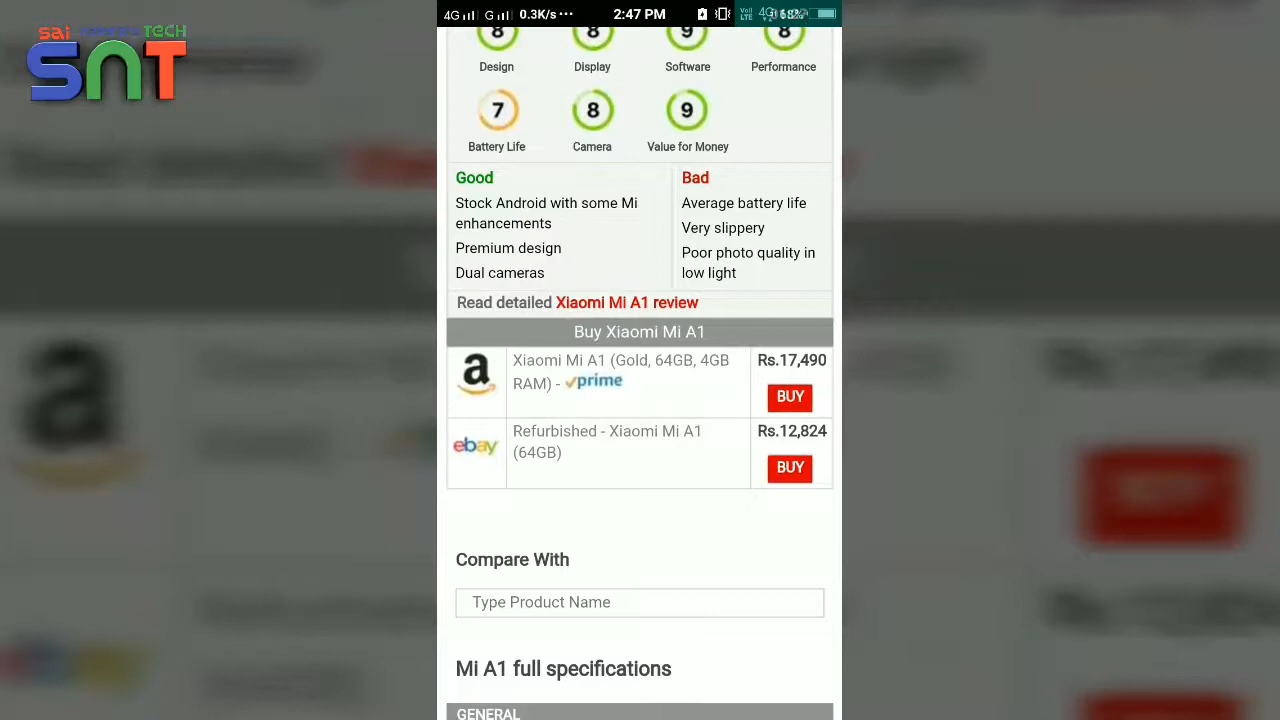 sai TECH
SNT
4G G 0.3K/s ... 2:47 PM VoLTE 4G 68%
8 8 9 8
Design Display Software Performance
7 8 9
Battery Life Camera Value for Money
Good
Stock Android with some Mi
enhancements
Premium design
Dual cameras
Bad
Average battery life
Very slippery
Poor photo quality in
low light
Read detailed Xiaomi Mi A1 review
Buy Xiaomi Mi A1
a Xiaomi Mi A1 (Gold, 64GB, 4GB Rs.17,490
RAM) - prime
BUY
ebay Refurbished - Xiaomi Mi A1 Rs.12,824
(64GB)
BUY
Compare With
Type Product Name
Mi A1 full specifications
GENERAL